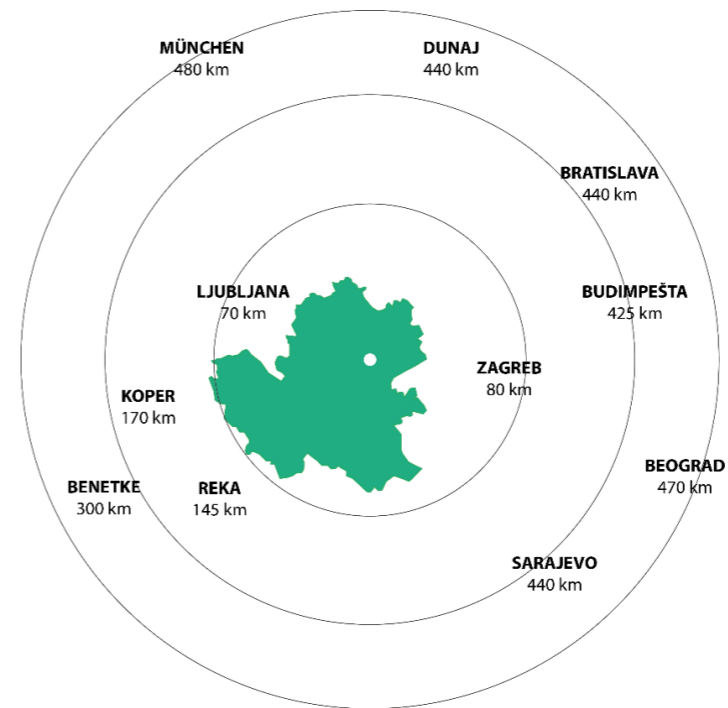 MÜNCHEN
480 km
DUNAJ
440 km
BRATISLAVA
440 km
LJUBLJANA
70 km
BUDIMPEŠTA
425 km
ZAGREB
80 km
KOPER
170 km
BEOGRAD
470 km
BENETKE
300 km
REKA
145 km
SARAJEVO
440 km